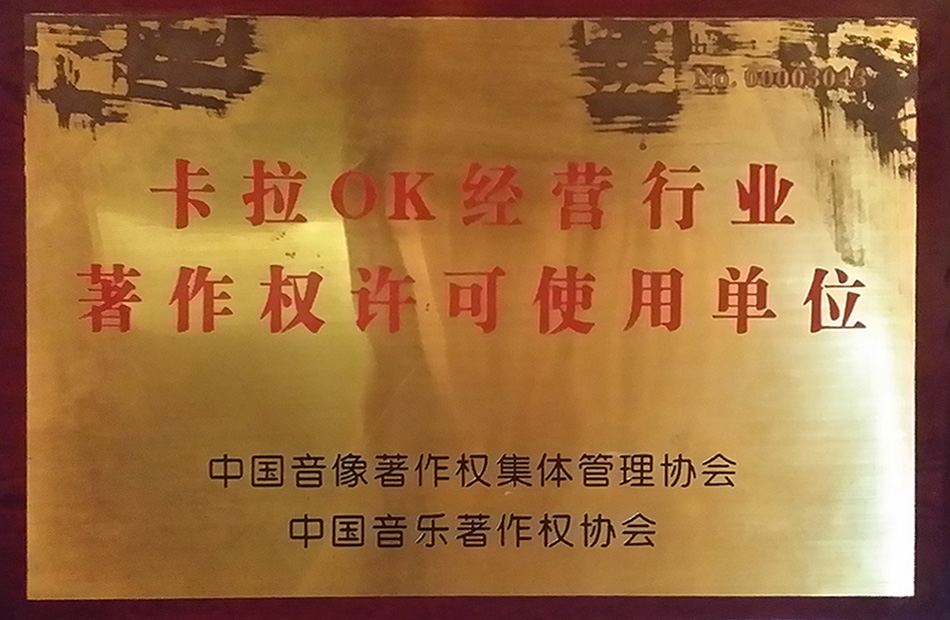 No. 00003043
卡拉OK经营行业
著作权许可使用单位
中国音像著作权集体管理协会
中国音乐著作权协会